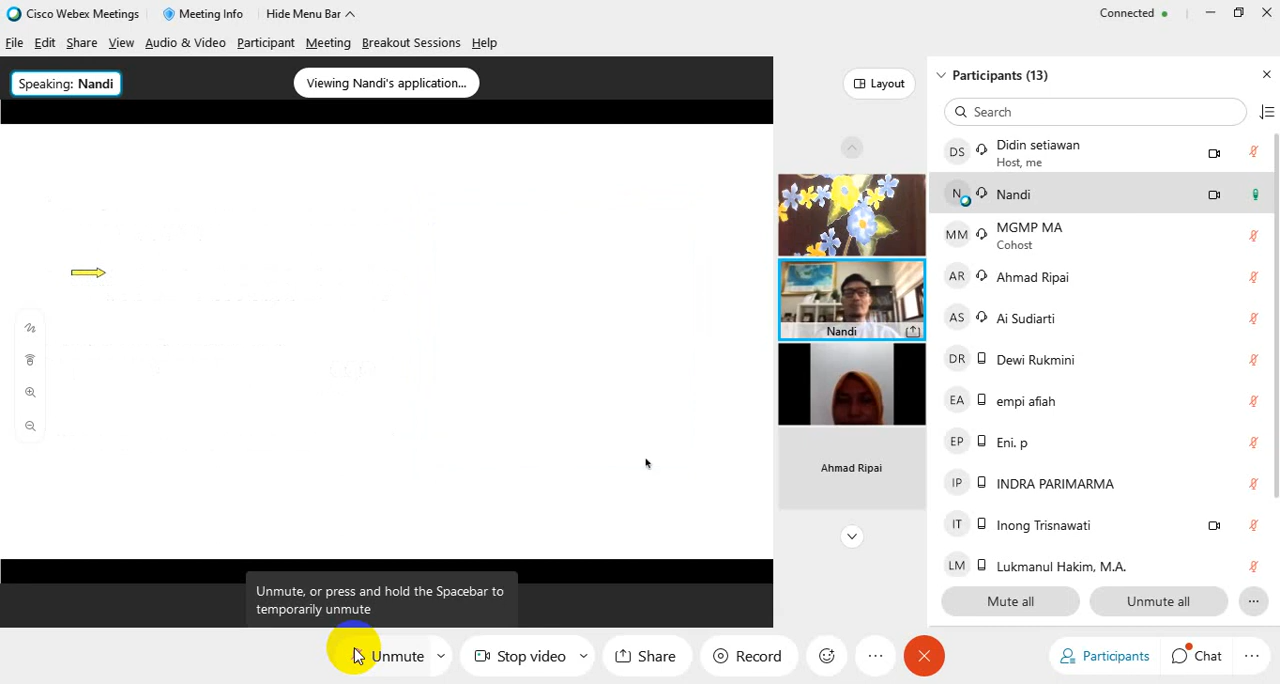 Cisco Webex Meetings
Meeting Info
Hide Menu Bar
Connected
File Edit Share View Audio & Video Participant Meeting Breakout Sessions Help
Speaking: Nandi
Viewing Nandi's application...
Layout
Nandi
Ahmad Ripai
Participants (13)
Search
DS
Didin setiawan
Host, me
N
Nandi
MM
MGMP MA
Cohost
AR
Ahmad Ripai
AS
Ai Sudiarti
DR
Dewi Rukmini
EA
empi afiah
EP
Eni. p
IP
INDRA PARIMARMA
IT
Inong Trisnawati
LM
Lukmanul Hakim, M.A.
Mute all
Unmute all
Unmute, or press and hold the Spacebar to
temporarily unmute
Unmute
Stop video
Share
Record
Participants
Chat